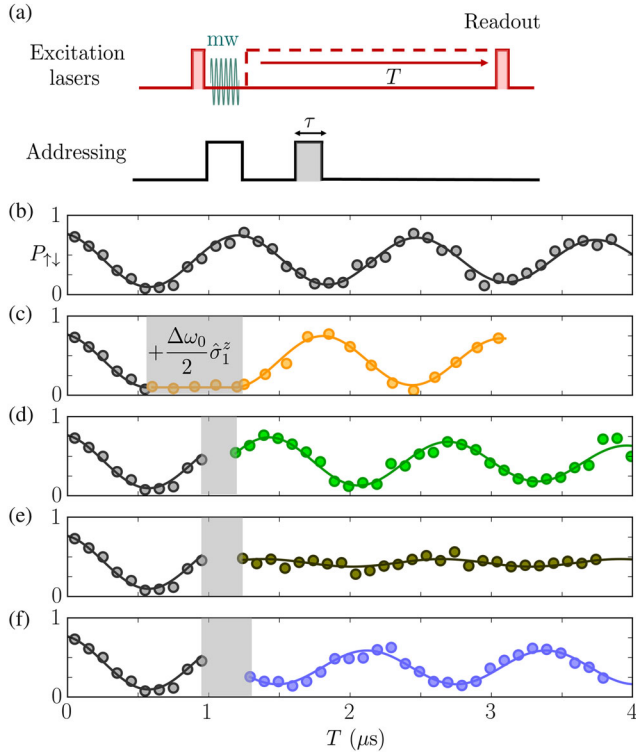 (a)
Readout
mw
Excitation
lasers
T
τ
Addressing
(b)
1
P↑↓
0
(c)
1
+Δω₀/2 σ̂₁ᶻ
0
(d)
1
0
(e)
1
0
(f)
1
0
0 1 2 3 4
T (μs)